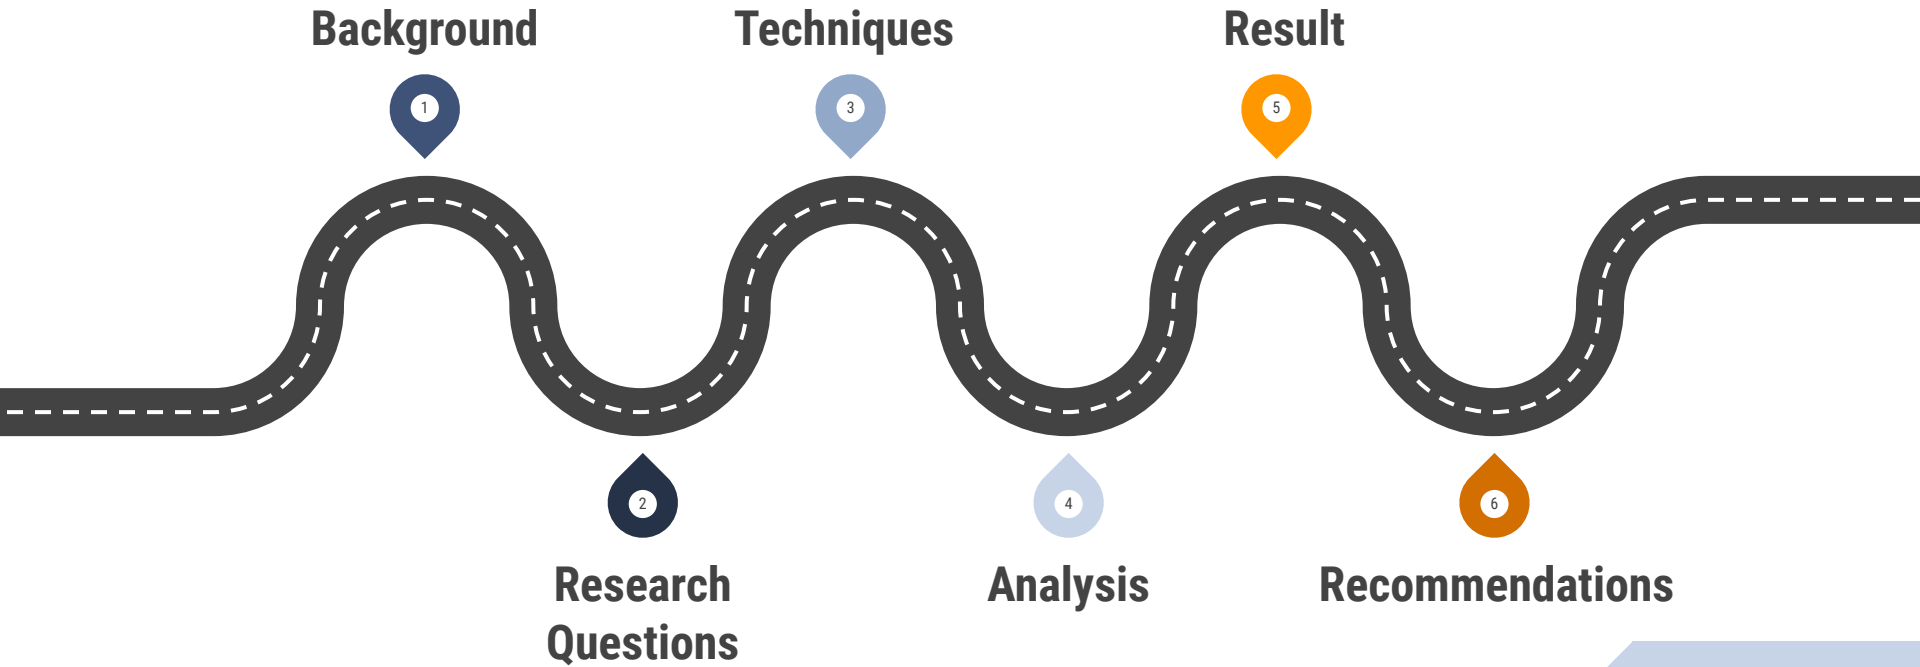 Background
1
Research
Questions
2
Techniques
3
Analysis
4
Result
5
Recommendations
6